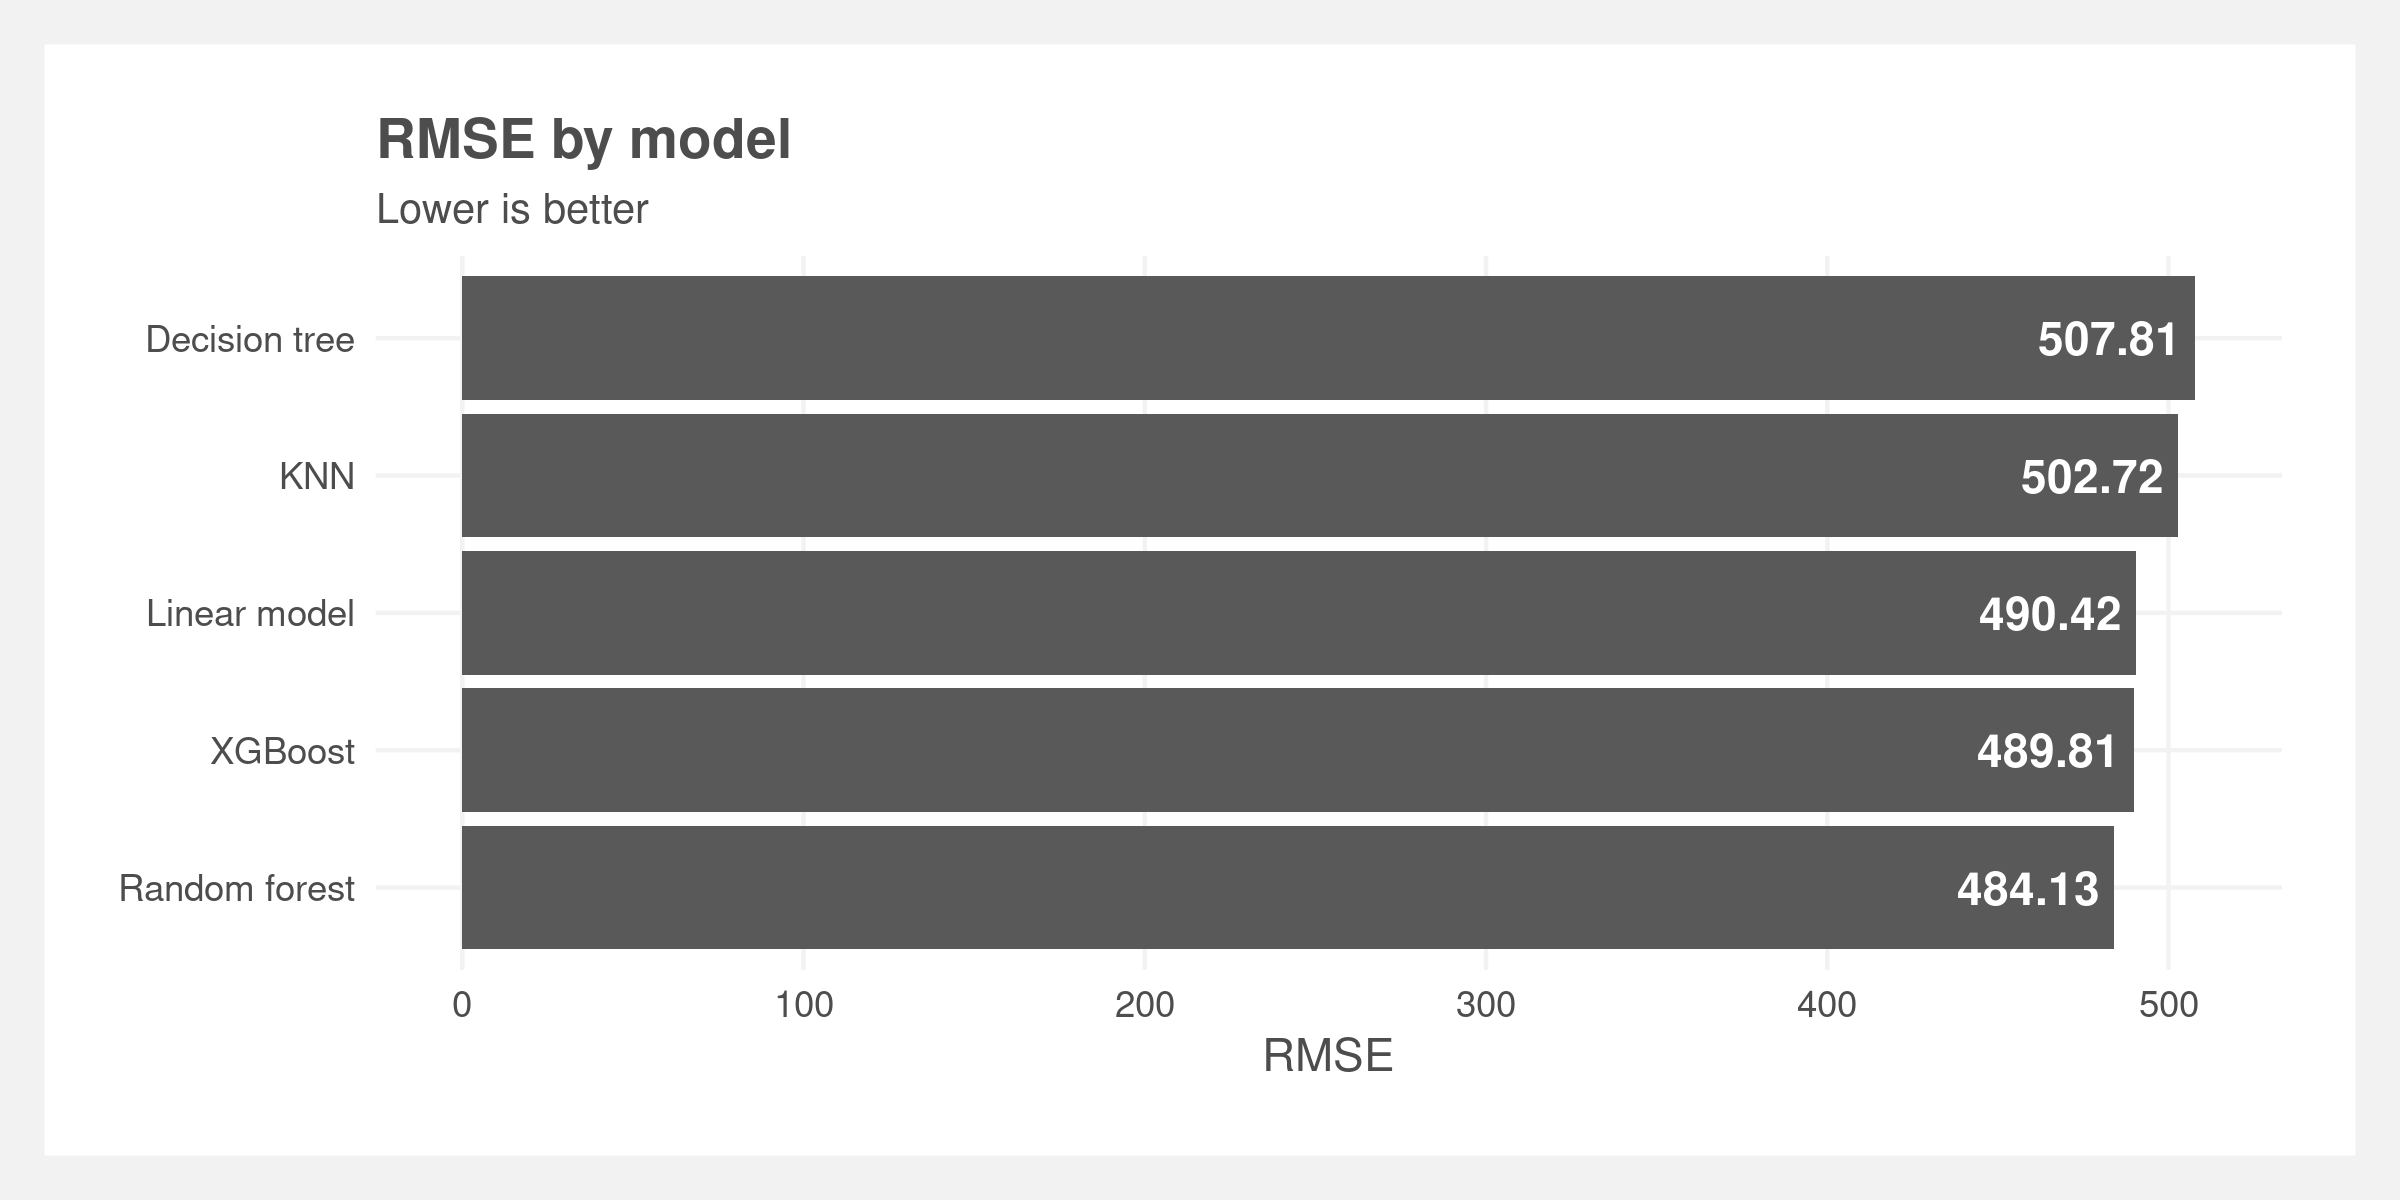 RMSE by model
Lower is better
Decision tree 507.81
KNN 502.72
Linear model 490.42
XGBoost 489.81
Random forest 484.13
0 100 200 300 400 500
RMSE